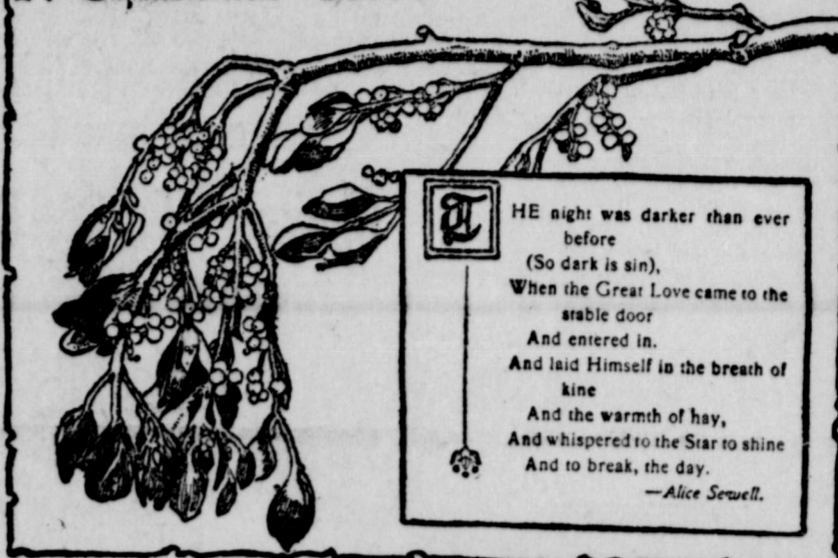 THE night was darker than ever
before
(So dark is sin),
When the Great Love came to the
stable door
And entered in.
And laid Himself in the breath of
kine
And the warmth of hay,
And whispered to the Star to shine
And to break, the day.
—Alice Sewell.